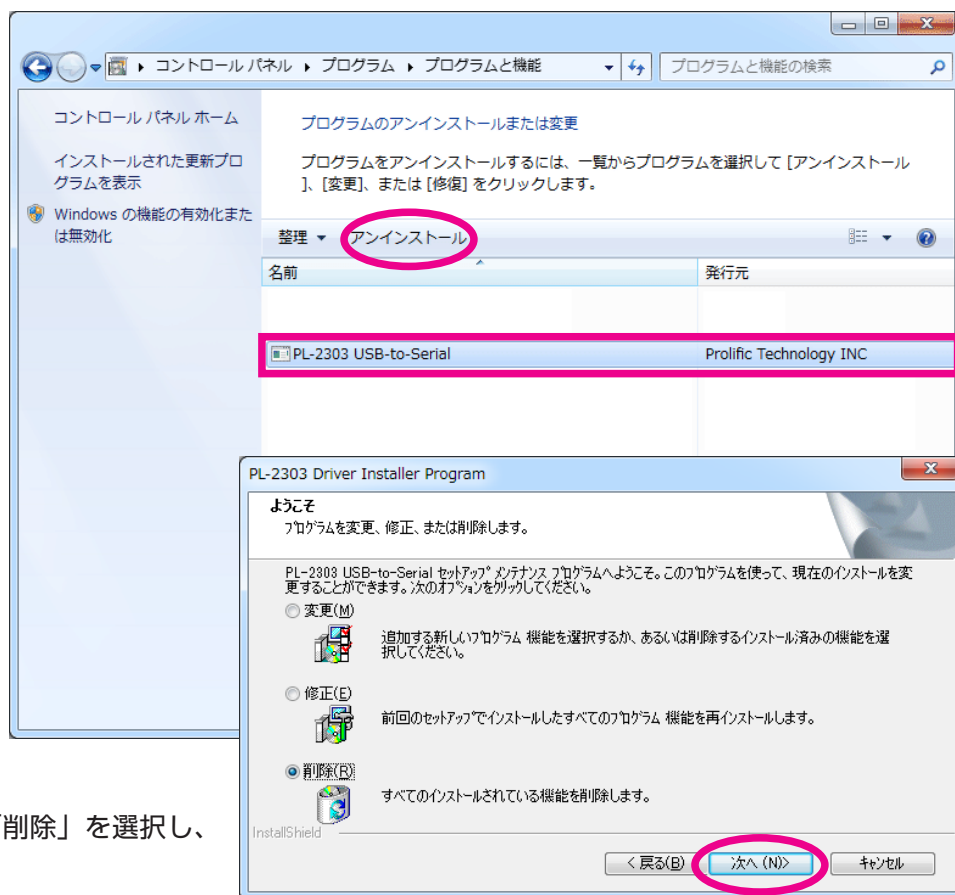 コントロール パネル ▸ プログラム ▸ プログラムと機能
プログラムと機能の検索
コントロール パネル ホーム
インストールされた更新プロ
グラムを表示
Windows の機能の有効化また
は無効化
プログラムのアンインストールまたは変更
プログラムをアンインストールするには、一覧からプログラムを選択して [アンインストール
]、[変更]、または [修復] をクリックします。
整理 ▼ アンインストール
名前 発行元
PL-2303 USB-to-Serial Prolific Technology INC
PL-2303 Driver Installer Program
ようこそ
プログラムを変更、修正、または削除します。
PL-2303 USB-to-Serial セットアップ メンテナンス プログラムへようこそ。このプログラムを使って、現在のインストールを変
更することができます。次のオプションをクリックしてください。
変更(M)
追加する新しいプログラム 機能を選択するか、あるいは削除するインストール済みの機能を選
択してください。
修正(E)
前回のセットアップでインストールしたすべてのプログラム 機能を再インストールします。
削除(R)
すべてのインストールされている機能を削除します。
「削除」を選択し、
InstallShield
< 戻る(B) 次へ (N)> キャンセル